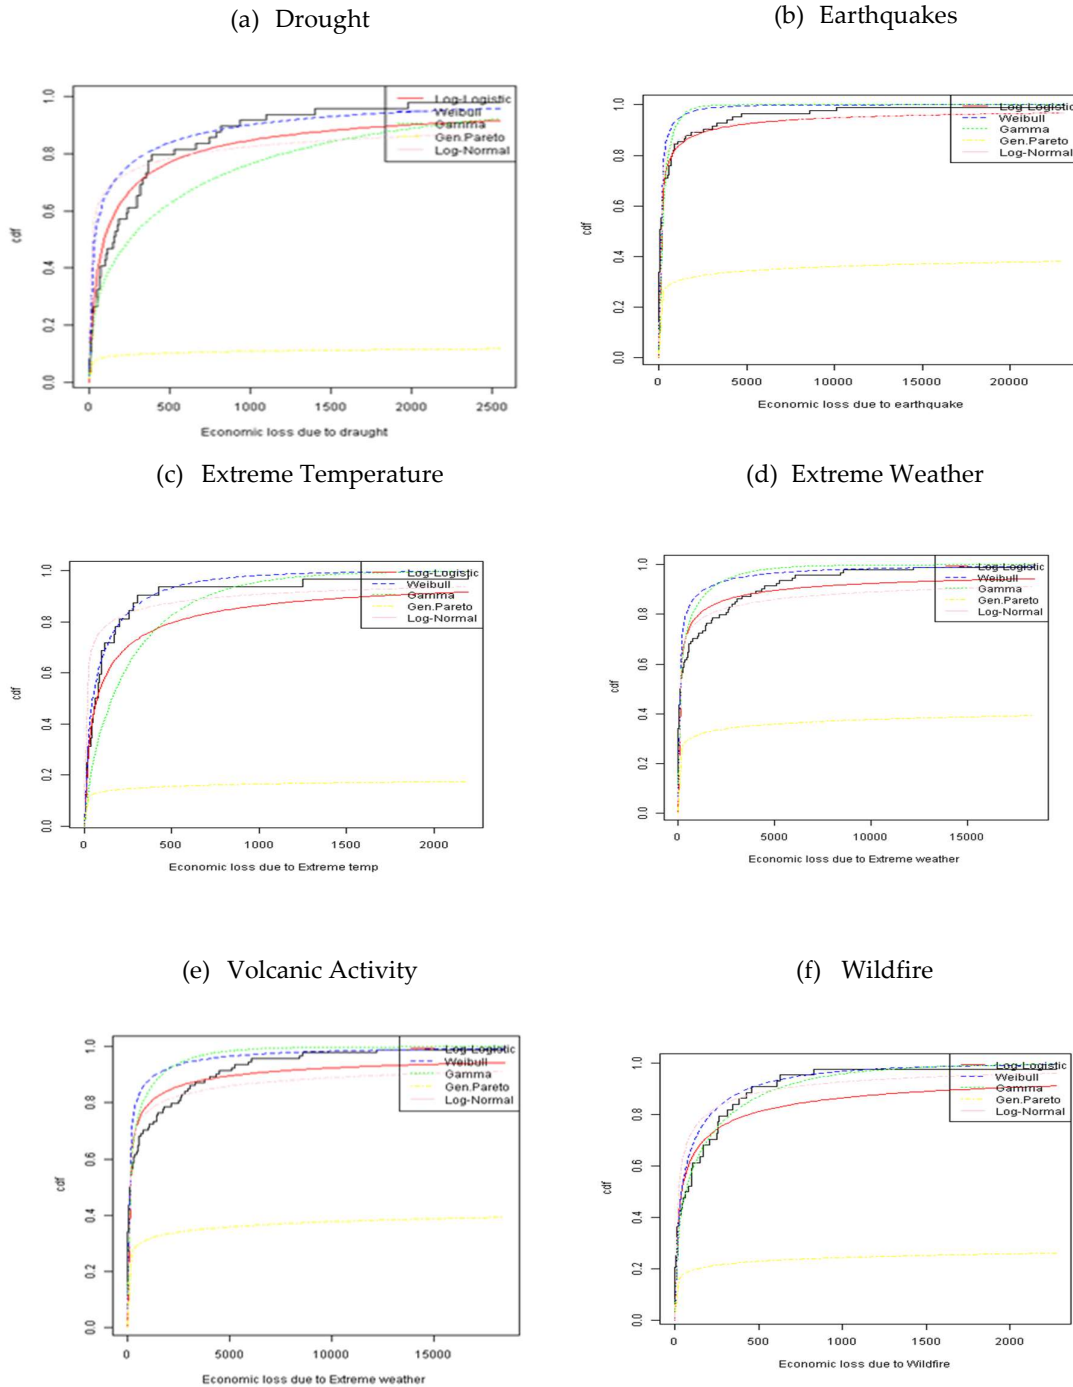 (a) Drought
(b) Earthquakes
1.0
0.8
0.6
0.4
0.2
0.0
cdf
Log-Logistic
Weibull
Gamma
Gen.Pareto
Log-Normal
0 500 1000 1500 2000 2500
Economic loss due to draught
1.0
0.8
0.6
0.4
0.2
0.0
cdf
Log-Logistic
Weibull
Gamma
Gen.Pareto
Log-Normal
0 5000 10000 15000 20000
Economic loss due to earthquake
(c) Extreme Temperature
(d) Extreme Weather
1.0
0.8
0.6
0.4
0.2
0.0
cdf
Log-Logistic
Weibull
Gamma
Gen.Pareto
Log-Normal
0 500 1000 1500 2000
Economic loss due to Extreme temp
1.0
0.8
0.6
0.4
0.2
0.0
cdf
Log-Logistic
Weibull
Gamma
Gen.Pareto
Log-Normal
0 5000 10000 15000
Economic loss due to Extreme weather
(e) Volcanic Activity
(f) Wildfire
1.0
0.8
0.6
0.4
0.2
0.0
cdf
Log-Logistic
Weibull
Gamma
Gen.Pareto
Log-Normal
0 5000 10000 15000
Economic loss due to Extreme weather
1.0
0.8
0.6
0.4
0.2
0.0
cdf
Log-Logistic
Weibull
Gamma
Gen.Pareto
Log-Normal
0 500 1000 1500 2000
Economic loss due to Wildfire